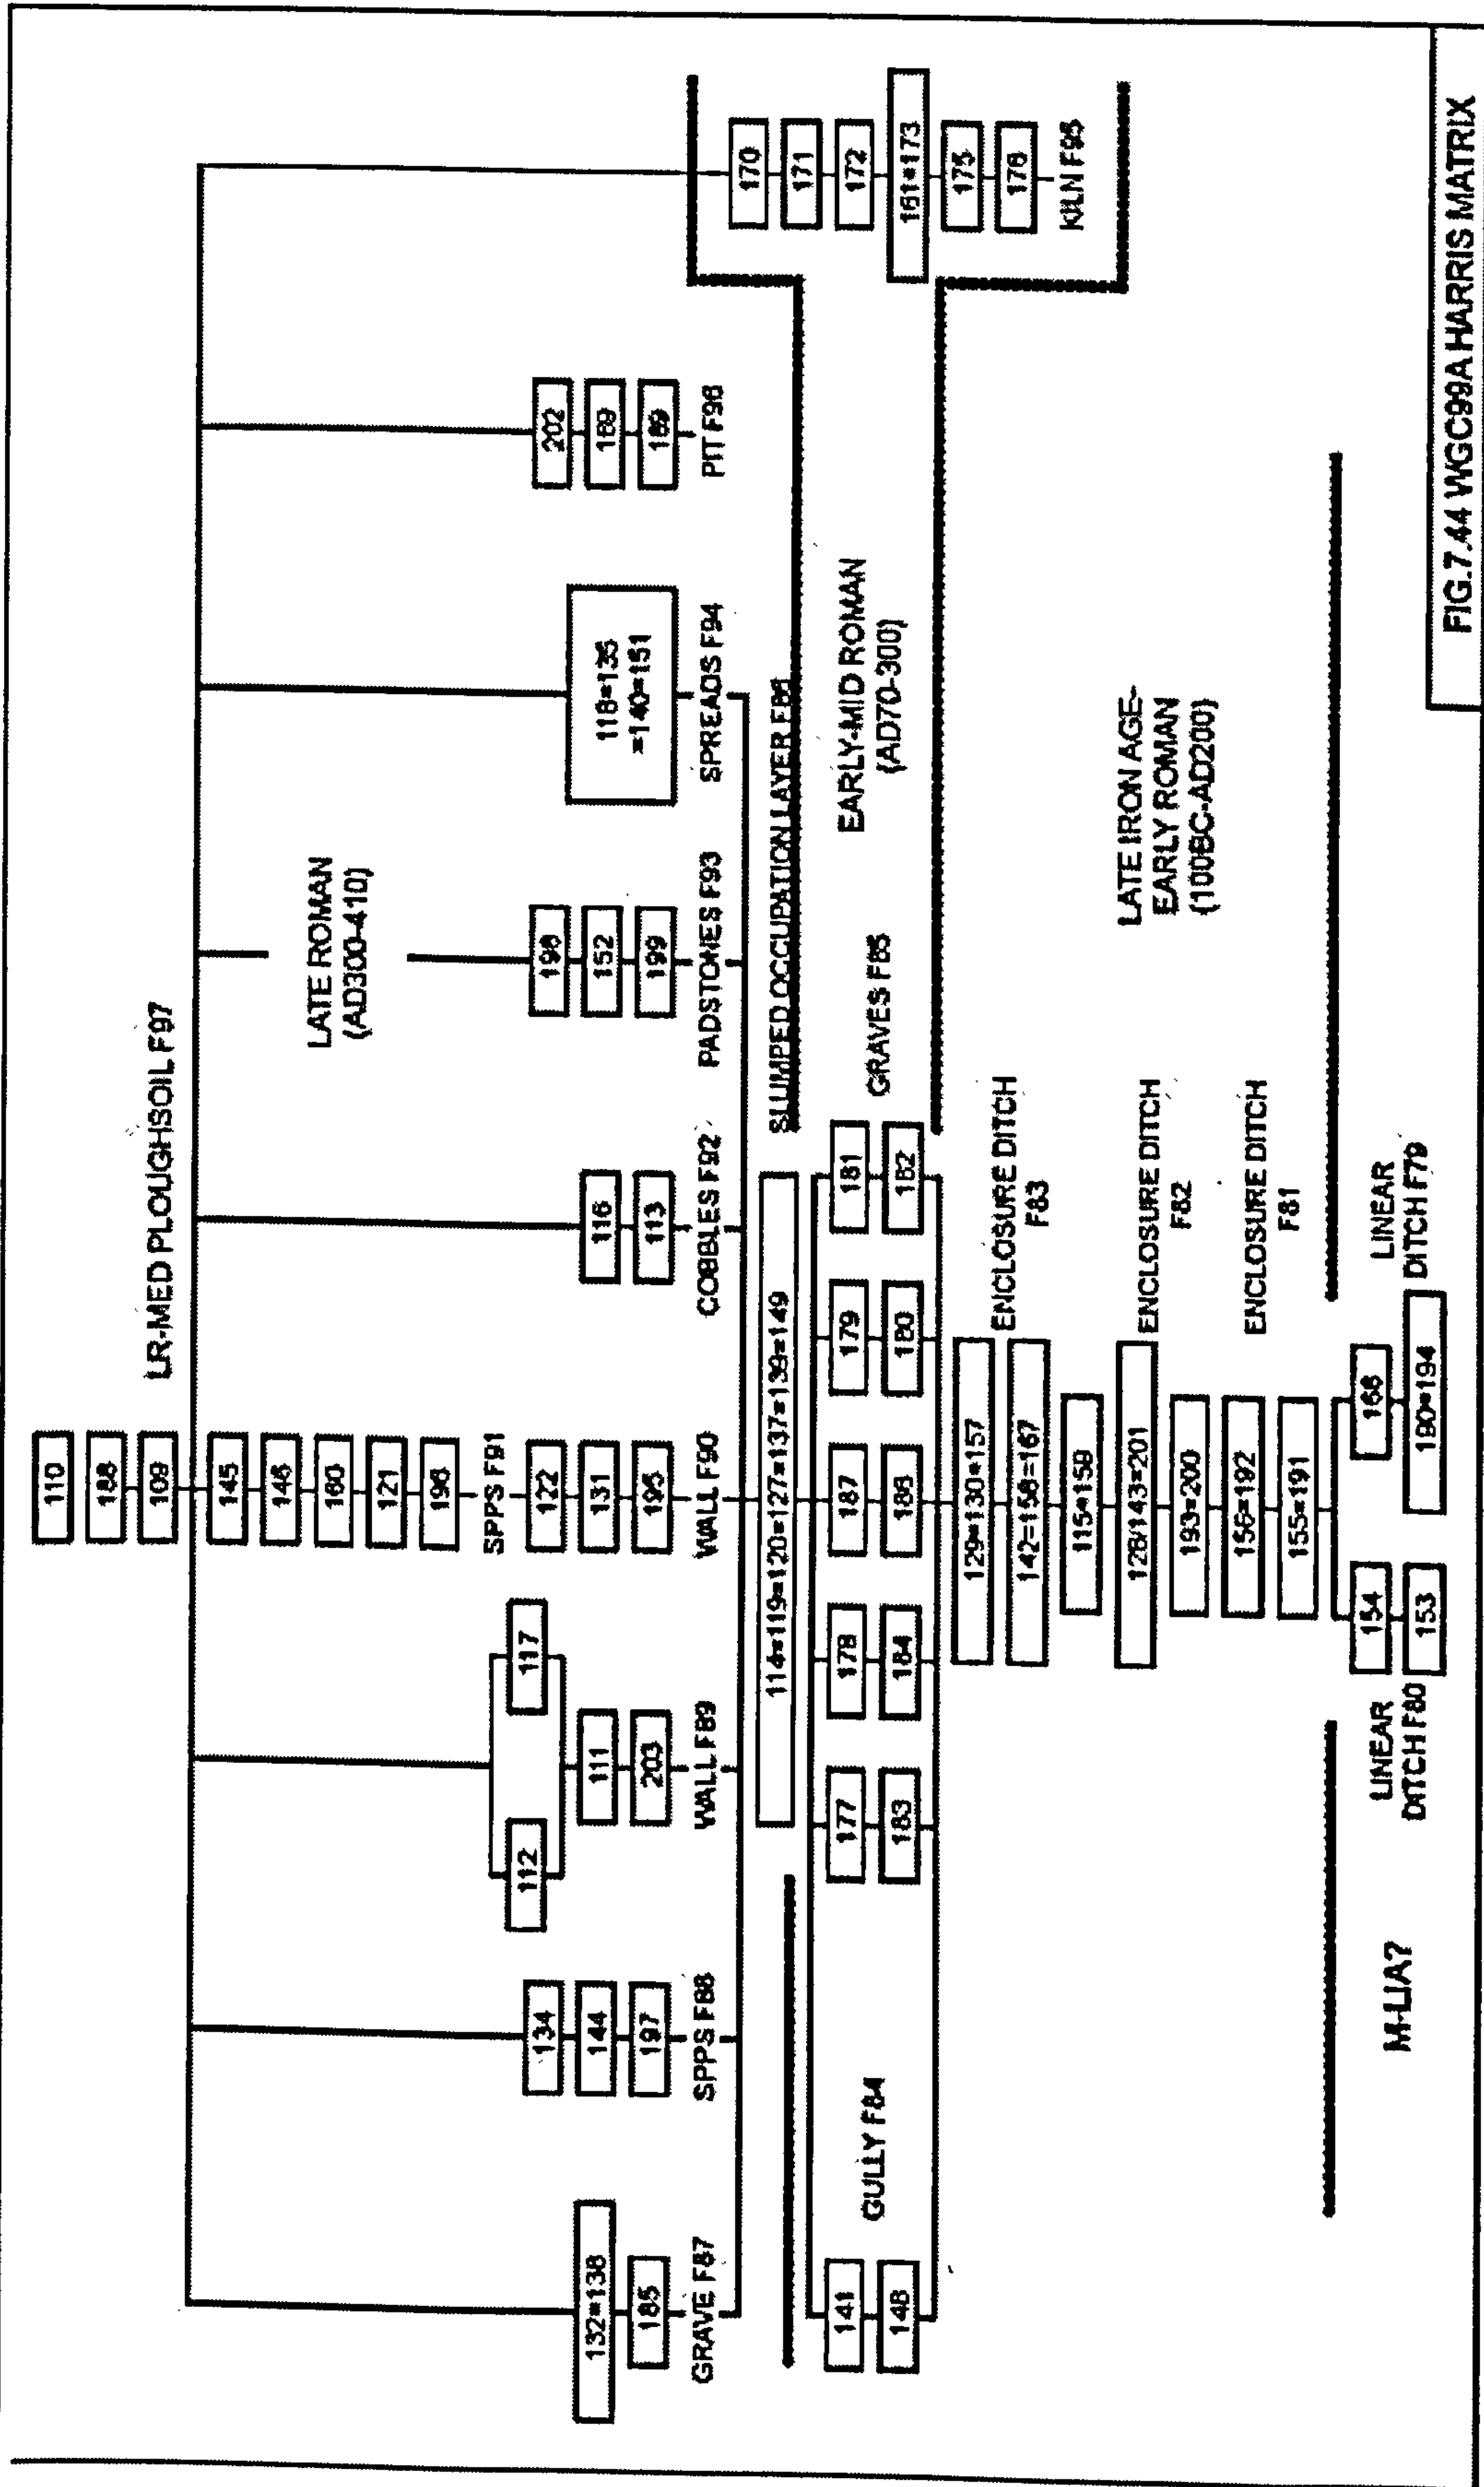 110
188
109
LR-MED PLOUGHSOIL F97
145
146
160
121
196
SPPS F91
122
131
195
WALL F90
132=138
185
GRAVE F87
134
144
197
SPPS F88
112
117
111
203
WALL F89
116
113
COBBLES F92
LATE ROMAN
(AD300-410)
198
152
199
PADSTONES F93
118=135
=140=151
SPREADS F94
202
189
169
PIT F96
170
171
172
161=173
175
176
KILN F95
SLUMPED OCCUPATION LAYER F86
114=119=120=127=137=139=149
141
148
GULLY F84
177
183
178
184
187
186
179
180
181
182
GRAVES F85
EARLY-MID ROMAN
(AD70-300)
129=130=157
142=158=167
ENCLOSURE DITCH
F83
115=159
128/143=201
193=200
ENCLOSURE DITCH
F82
156=192
155=191
ENCLOSURE DITCH
F81
LATE IRON AGE-
EARLY ROMAN
(100BC-AD200)
M-LIA?
LINEAR
DITCH F80
154
153
168
190=194
LINEAR
DITCH F79
FIG.7.44 WGC99A HARRIS MATRIX